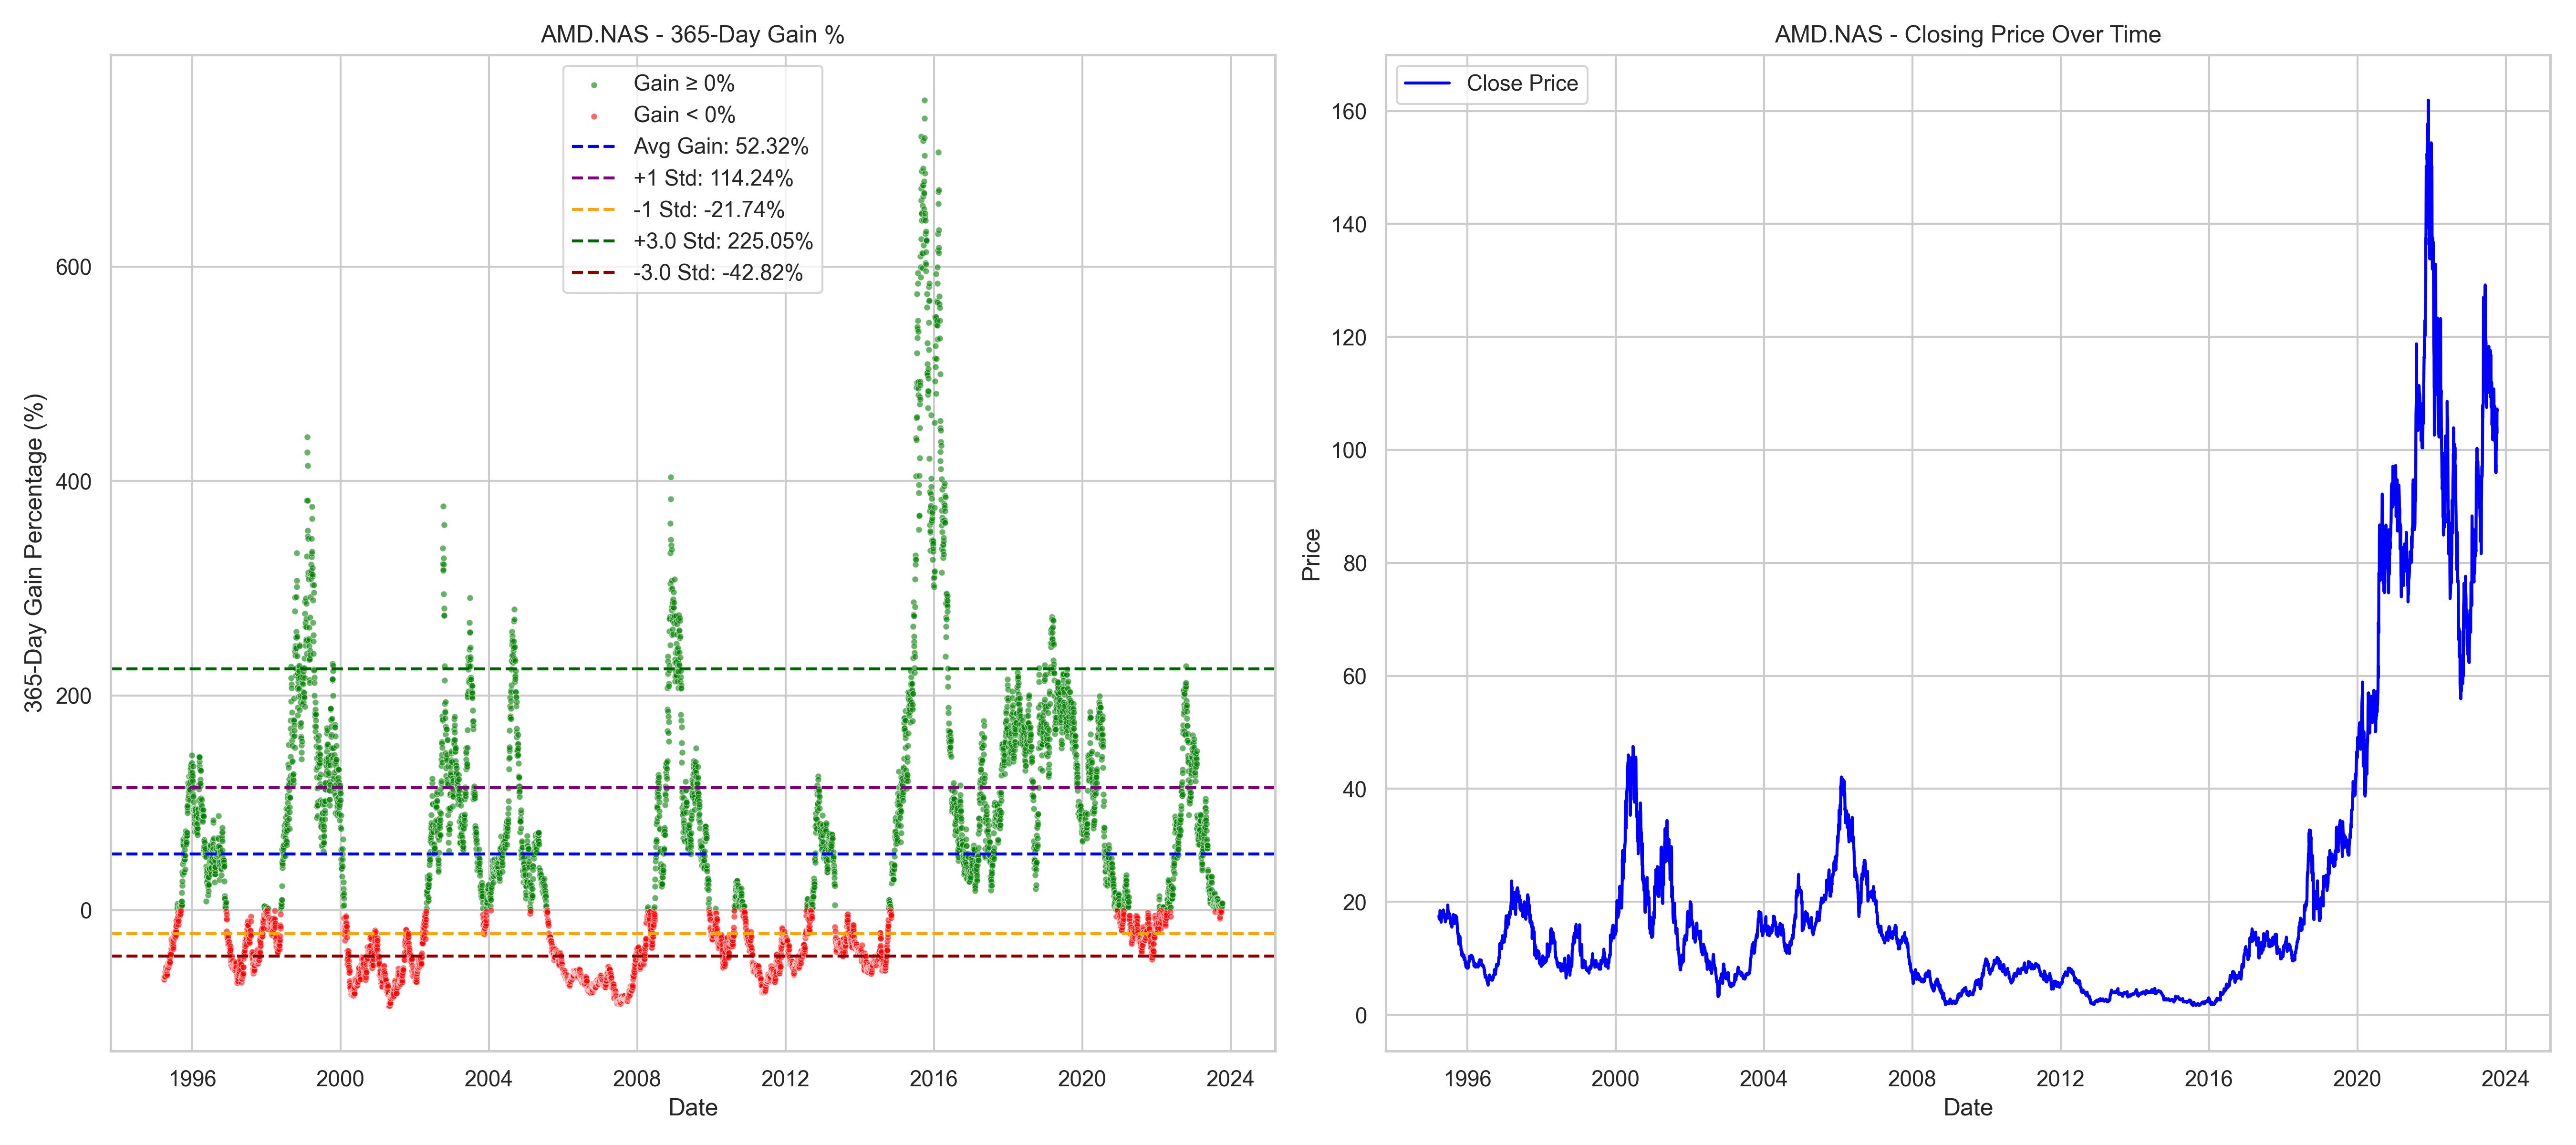 AMD.NAS - 365-Day Gain %
Gain ≥ 0%
Gain < 0%
Avg Gain: 52.32%
+1 Std: 114.24%
-1 Std: -21.74%
+3.0 Std: 225.05%
-3.0 Std: -42.82%
365-Day Gain Percentage (%)
600
400
200
0
1996 2000 2004 2008 2012 2016 2020 2024
Date
AMD.NAS - Closing Price Over Time
Close Price
Price
160
140
120
100
80
60
40
20
0
1996 2000 2004 2008 2012 2016 2020 2024
Date